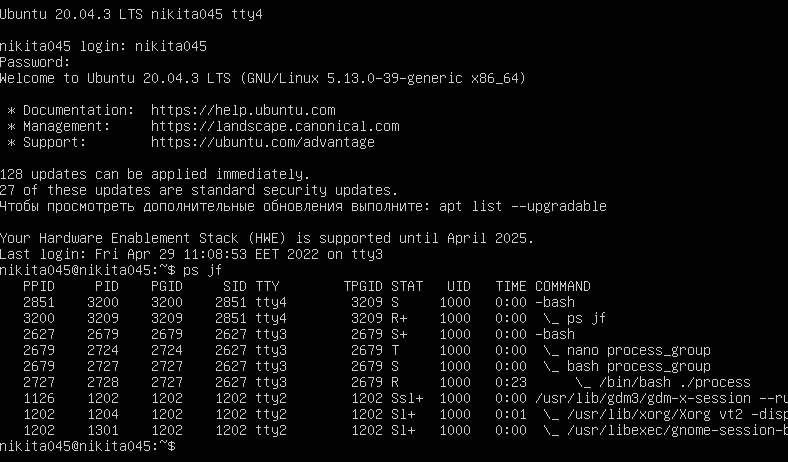 Ubuntu 20.04.3 LTS nikita045 tty4
nikita045 login: nikita045
Password:
Welcome to Ubuntu 20.04.3 LTS (GNU/Linux 5.13.0-39-generic x86_64)
* Documentation:  https://help.ubuntu.com
* Management:     https://landscape.canonical.com
* Support:        https://ubuntu.com/advantage
128 updates can be applied immediately.
27 of these updates are standard security updates.
Чтобы просмотреть дополнительные обновления выполните: apt list --upgradable
Your Hardware Enablement Stack (HWE) is supported until April 2025.
Last login: Fri Apr 29 11:08:53 EET 2022 on tty3
nikita045@nikita045:~$ ps jf
PPID PID PGID SID TTY TPGID STAT UID TIME COMMAND
2851 3200 3200 2851 tty4 3209 S 1000 0:00 -bash
3200 3209 3209 2851 tty4 3209 R+ 1000 0:00 \_ ps jf
2627 2679 2679 2627 tty3 2679 S+ 1000 0:00 -bash
2679 2724 2724 2627 tty3 2679 T 1000 0:00 \_ nano process_group
2679 2727 2727 2627 tty3 2679 S 1000 0:00 \_ bash process_group
2727 2728 2727 2627 tty3 2679 R 1000 0:23 \_ /bin/bash ./process
1126 1202 1202 1202 tty2 1202 Ssl+ 1000 0:00 /usr/lib/gdm3/gdm-x-session --ru
1202 1204 1202 1202 tty2 1202 Sl+ 1000 0:01 \_ /usr/lib/xorg/Xorg vt2 -disp
1202 1301 1202 1202 tty2 1202 Sl+ 1000 0:00 \_ /usr/libexec/gnome-session-b
nikita045@nikita045:~$